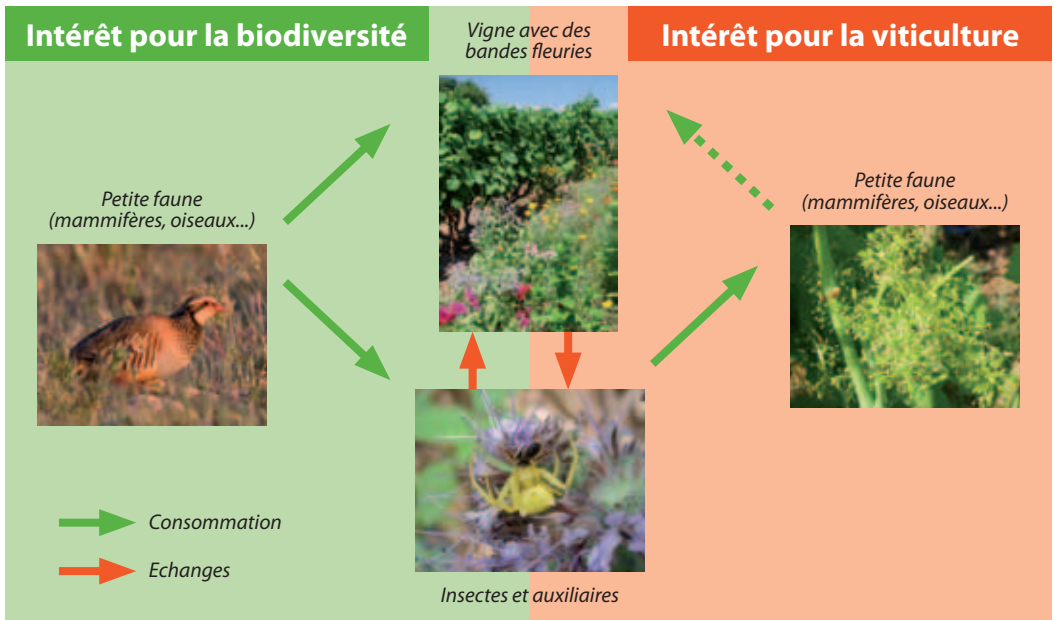 Intérêt pour la biodiversité
Vigne avec des
bandes fleuries
Intérêt pour la viticulture
Petite faune
(mammifères, oiseaux...)
Petite faune
(mammifères, oiseaux...)
Consommation
Echanges
Insectes et auxiliaires